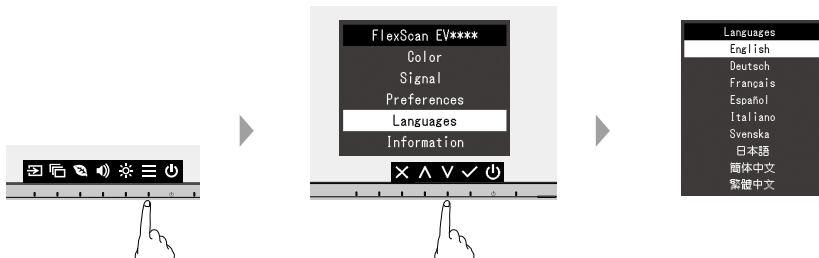 FlexScan EV****
Color
Signal
Preferences
Languages
Information
Languages
English
Deutsch
Français
Español
Italiano
Svenska
日本語
簡体中文
繁體中文